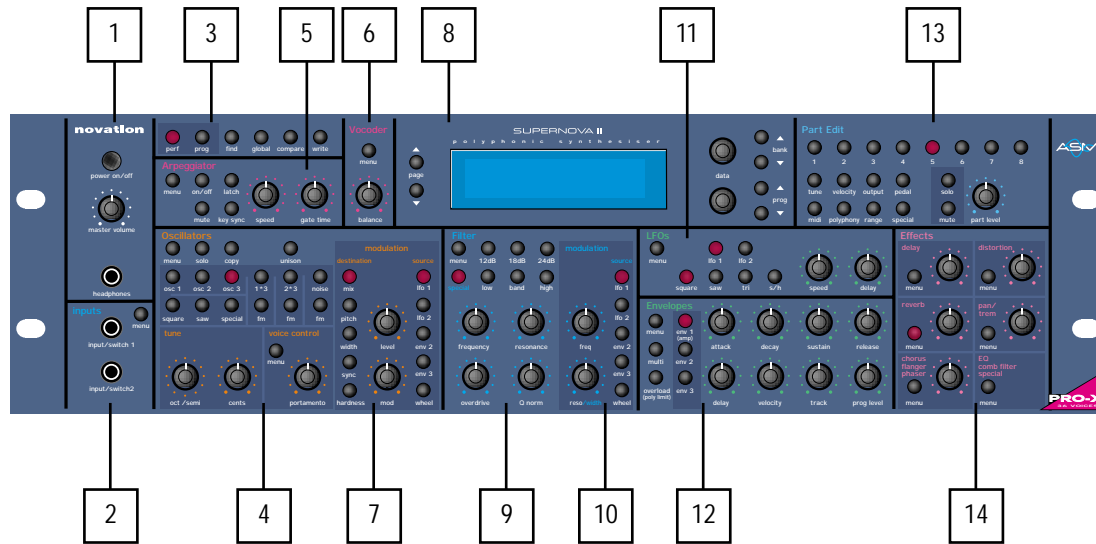 1
3
5
6
8
11
13
novation
power on/off
master volume
headphones
Inputs
menu
input/switch 1
input/switch2
perf
prog
find
global
compare
write
Arpeggiator
menu
on/off
latch
mute
key sync
speed
gate time
Vocoder
menu
balance
page
SUPERNOVA II
polyphonic synthesiser
data
bank
prog
Part Edit
1
2
3
4
5
6
7
8
tune
velocity
output
pedal
solo
midi
polyphony
range
special
mute
part level
ASM
Oscillators
menu
solo
copy
unison
osc 1
osc 2
osc 3
1*3
2*3
noise
square
saw
special
fm
fm
fm
tune
oct /semi
cents
voice control
menu
portamento
modulation
destination
source
mix
lfo 1
pitch
level
lfo 2
width
env 2
sync
env 3
hardness
mod
wheel
Filter
menu
12dB
18dB
24dB
special
low
band
high
frequency
resonance
overdrive
Q norm
modulation
source
lfo 1
lfo 2
freq
env 2
env 3
reso/width
wheel
LFOs
menu
lfo 1
lfo 2
square
saw
tri
s/h
speed
delay
Envelopes
menu
env 1
(amp)
multi
env 2
overload
(poly limit)
env 3
attack
decay
sustain
release
delay
velocity
track
prog level
Effects
delay
menu
distortion
menu
reverb
menu
pan/
trem
menu
chorus
flanger
phaser
menu
EQ
comb filter
special
menu
PRO-X
2
4
7
9
10
12
14